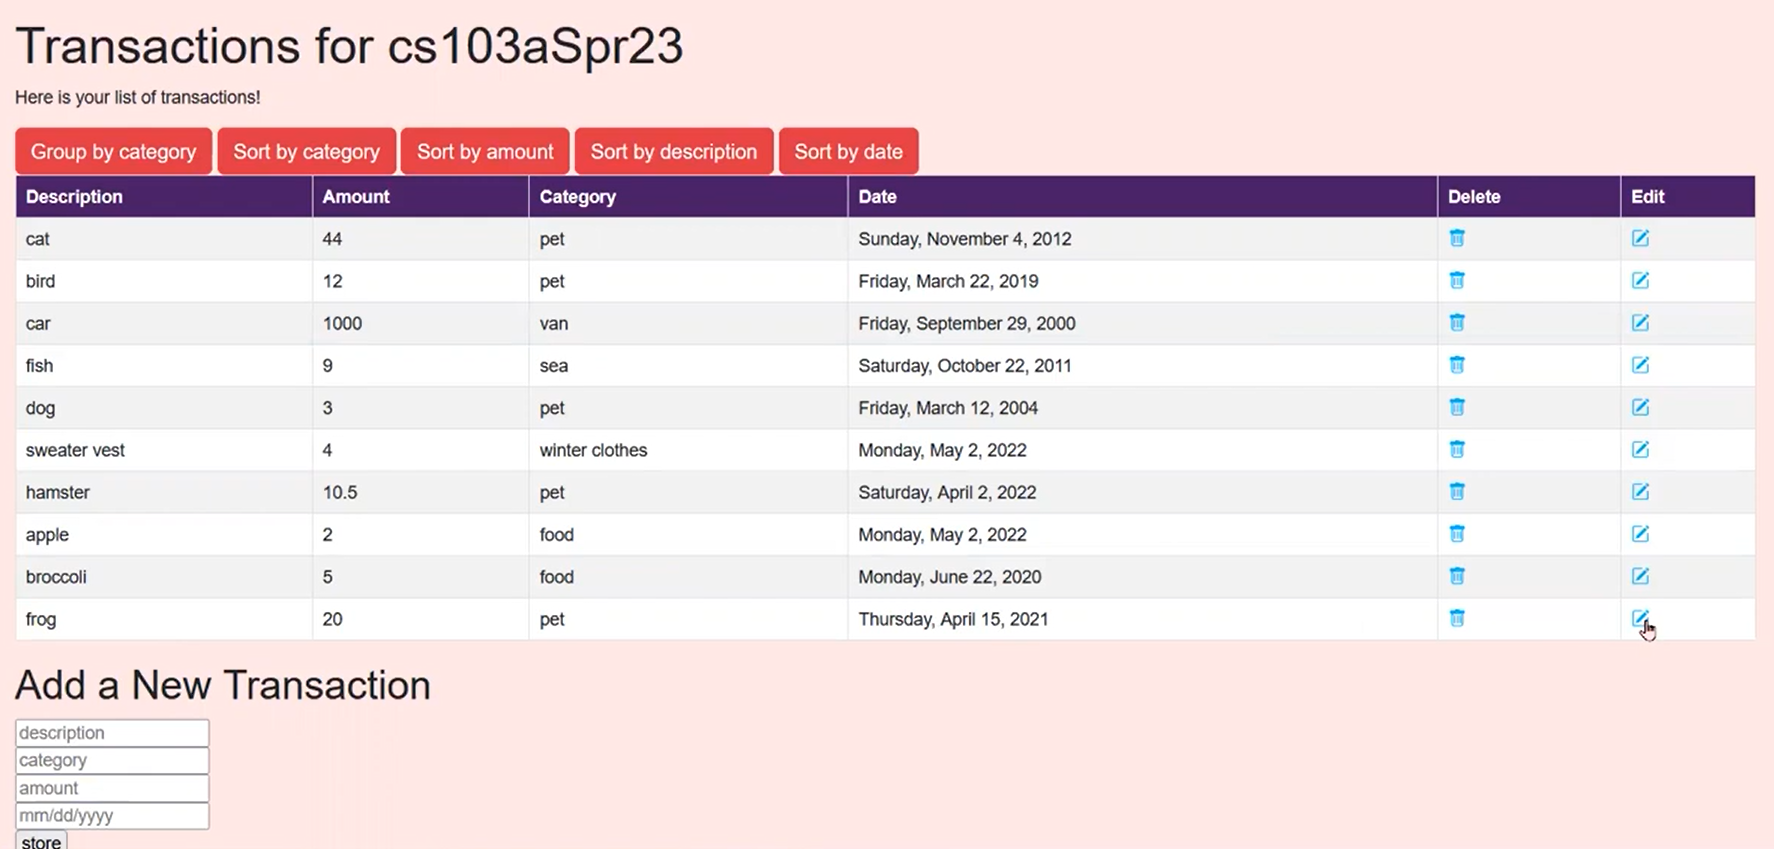 Transactions for cs103aSpr23
Here is your list of transactions!
Group by category Sort by category Sort by amount Sort by description Sort by date
Description Amount Category Date Delete Edit
cat 44 pet Sunday, November 4, 2012
bird 12 pet Friday, March 22, 2019
car 1000 van Friday, September 29, 2000
fish 9 sea Saturday, October 22, 2011
dog 3 pet Friday, March 12, 2004
sweater vest 4 winter clothes Monday, May 2, 2022
hamster 10.5 pet Saturday, April 2, 2022
apple 2 food Monday, May 2, 2022
broccoli 5 food Monday, June 22, 2020
frog 20 pet Thursday, April 15, 2021
Add a New Transaction
description
category
amount
mm/dd/yyyy
store